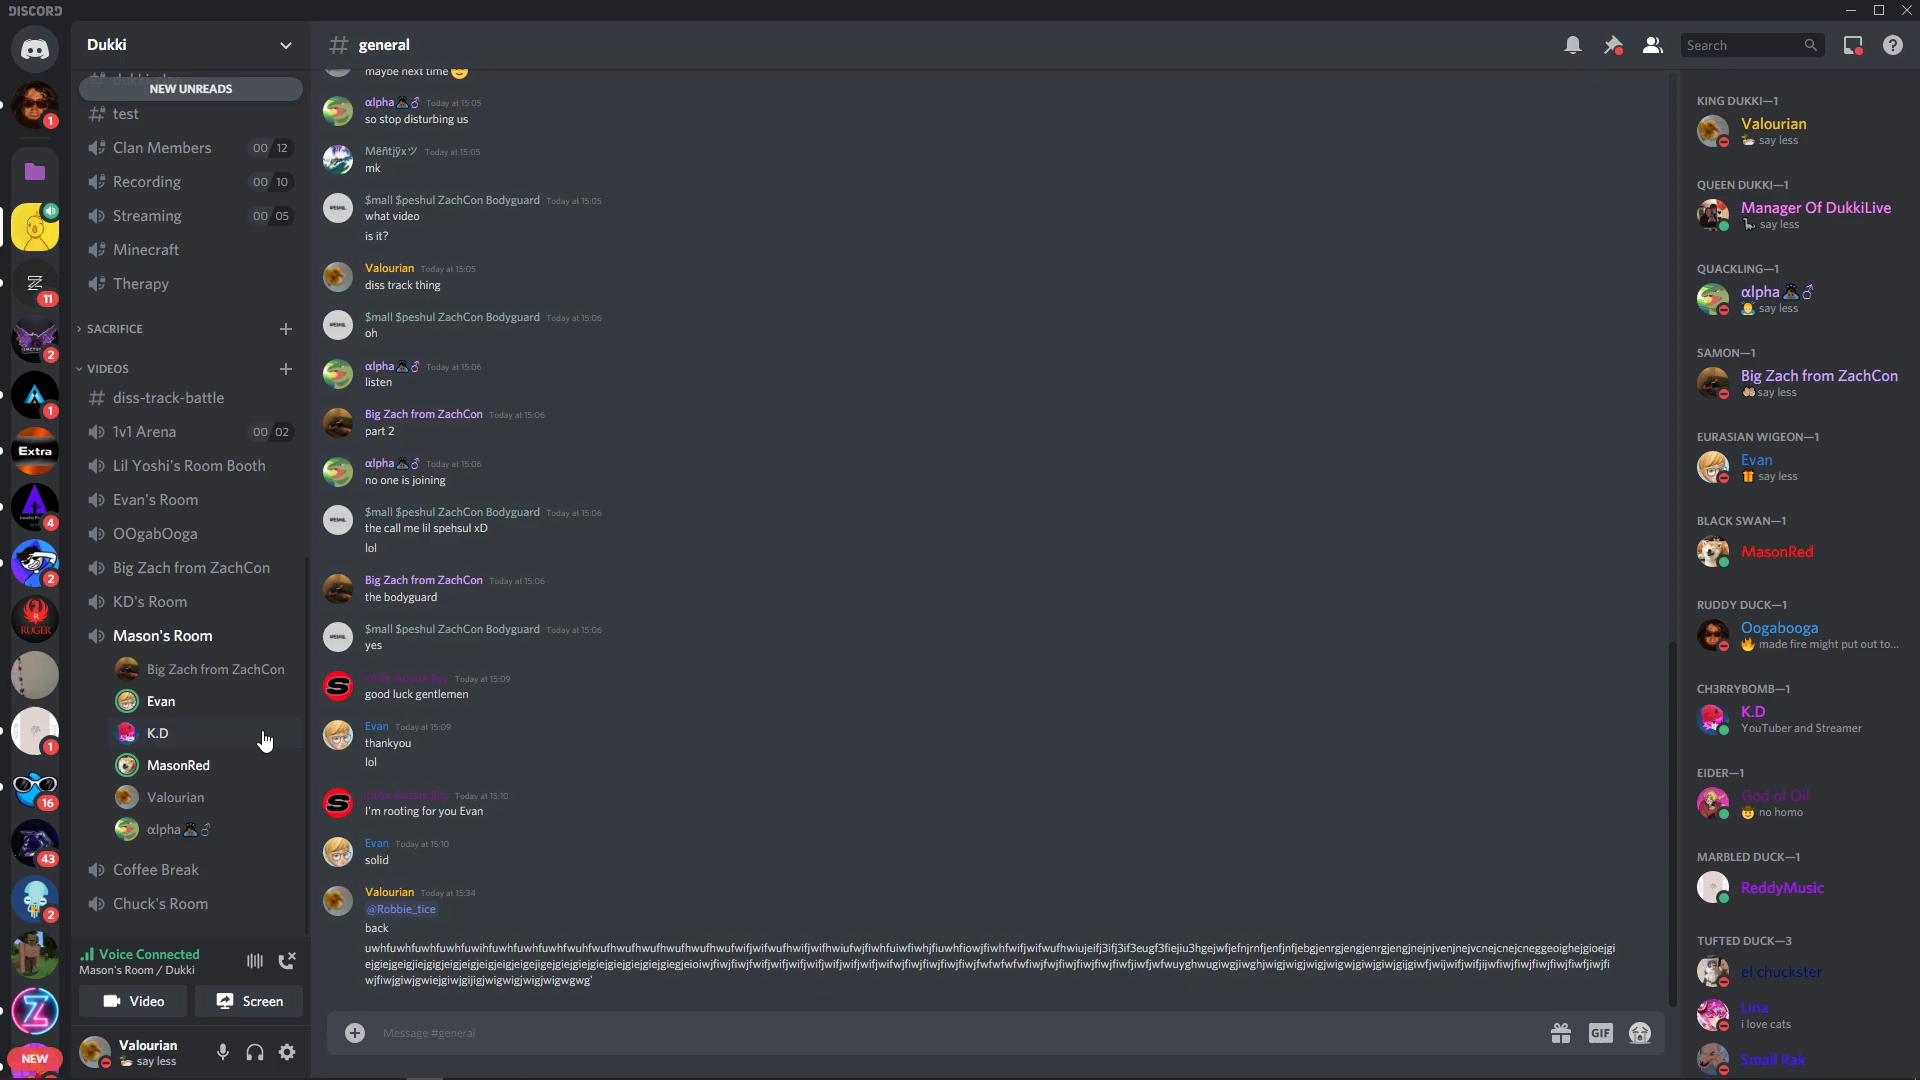 DISCORD
Dukki
NEW UNREADS
test
Clan Members 00 12
Recording 00 10
Streaming 00 05
Minecraft
Therapy
SACRIFICE
VIDEOS
diss-track-battle
1v1 Arena 00 02
Lil Yoshi's Room Booth
Evan's Room
OOgabOoga
Big Zach from ZachCon
KD's Room
Mason's Room
Big Zach from ZachCon
Evan
K.D
MasonRed
Valourian
αlpha
Coffee Break
Chuck's Room
Voice Connected
Mason's Room / Dukki
Video
Screen
Valourian
say less
1
11
2
1
Extra
4
2
RUGER
1
16
43
2
NEW
# general
Search
maybe next time
αlpha Today at 15:05
so stop disturbing us
Today at 15:05
mk
$mall $peshul ZachCon Bodyguard Today at 15:05
what video
is it?
Valourian Today at 15:05
diss track thing
$mall $peshul ZachCon Bodyguard Today at 15:06
oh
αlpha Today at 15:06
listen
Big Zach from ZachCon Today at 15:06
part 2
αlpha Today at 15:06
no one is joining
$mall $peshul ZachCon Bodyguard Today at 15:06
the call me lil spehsul xD
lol
Big Zach from ZachCon Today at 15:06
the bodyguard
$mall $peshul ZachCon Bodyguard Today at 15:06
yes
Today at 15:09
good luck gentlemen
Evan Today at 15:09
thankyou
lol
Today at 15:10
I'm rooting for you Evan
Evan Today at 15:10
solid
Valourian Today at 15:34
@Robbie_tice
back
Message #general
GIF
KING DUKKI—1
Valourian
say less
QUEEN DUKKI—1
Manager Of DukkiLive
say less
QUACKLING—1
αlpha
say less
SAMON—1
Big Zach from ZachCon
say less
EURASIAN WIGEON—1
Evan
say less
BLACK SWAN—1
MasonRed
RUDDY DUCK—1
Oogabooga
made fire might put out to...
CH3RRYBOMB—1
K.D
YouTuber and Streamer
EIDER—1
God of Oil
no homo
MARBLED DUCK—1
ReddyMusic
TUFTED DUCK—3
el chuckster
Lina
i love cats
Small Rak